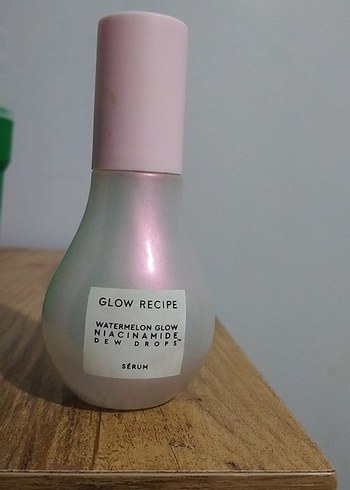 GLOW RECIPE
WATERMELON GLOW
NIACINAMIDE
DEW DROPS™
SÉRUM